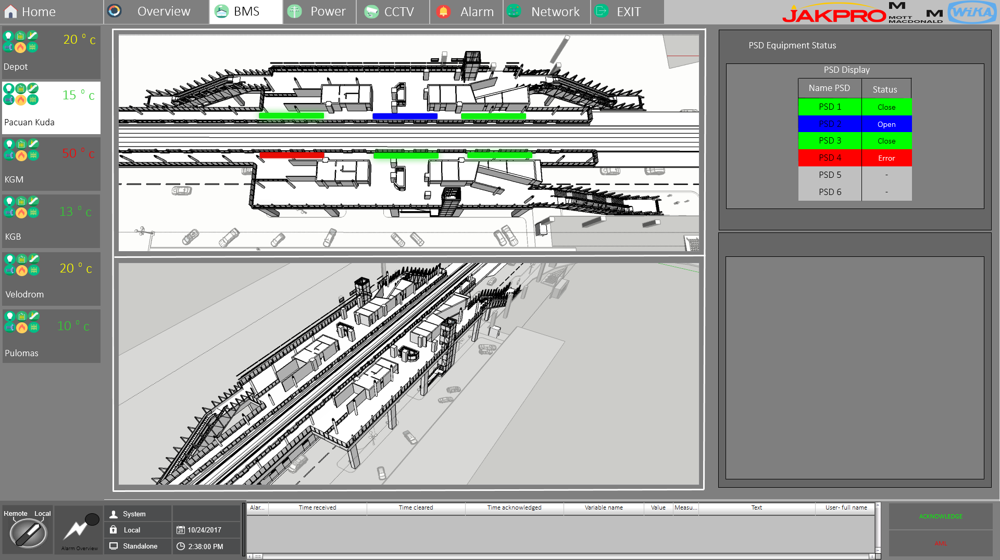 Home
Overview
BMS
Power
CCTV
Alarm
Network
EXIT
JAKPRO
M M
MOTT
MACDONALD
WiKA
20 ° c
Depot
15 ° c
Pacuan Kuda
50 ° c
KGM
13 ° c
KGB
20 ° c
Velodrom
10 ° c
Pulomas
PSD Equipment Status
PSD Display
Name PSD Status
PSD 1 Close
PSD 2 Open
PSD 3 Close
PSD 4 Error
PSD 5 -
PSD 6 -
Remote Local
Alarm Overview
System
Local
28 10/24/2017
Standalone
2:38:00 PM
Alar... Time received Time cleared Time acknowledged Variable name Value Measu... Text User - full name
ACKNOWLEDGE
AML